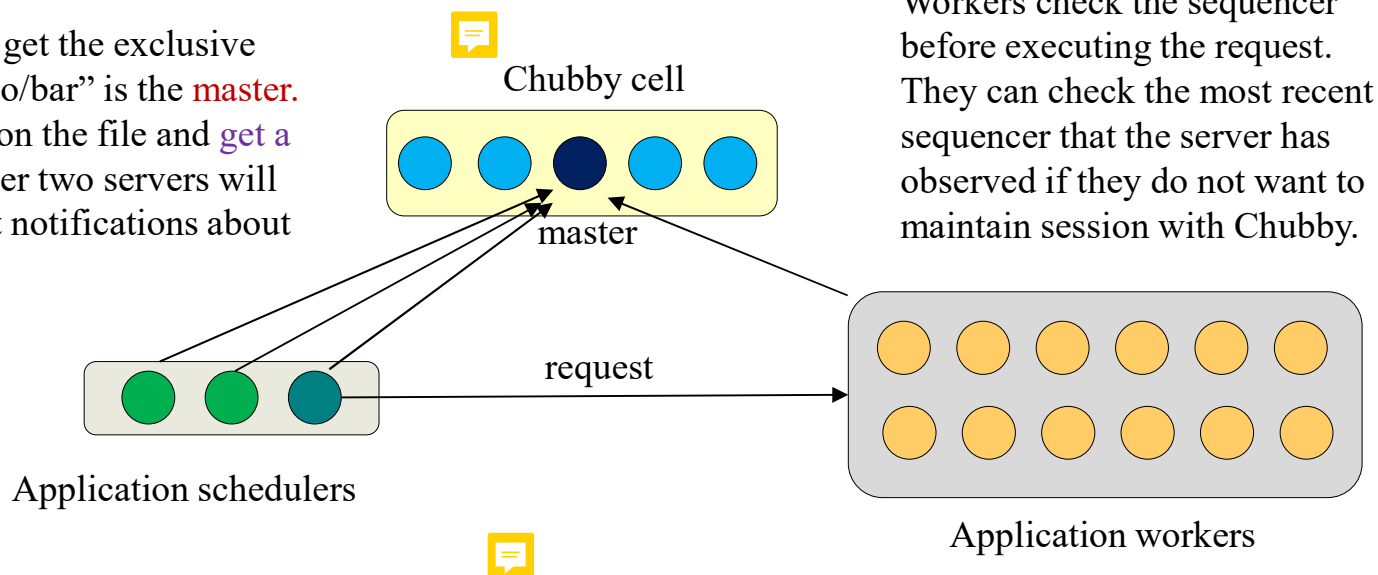 get the exclusive
o/bar” is the master.
on the file and get a
er two servers will
t notifications about
Chubby cell
master
Workers check the sequencer
before executing the request.
They can check the most recent
sequencer that the server has
observed if they do not want to
maintain session with Chubby.
request
Application schedulers
Application workers